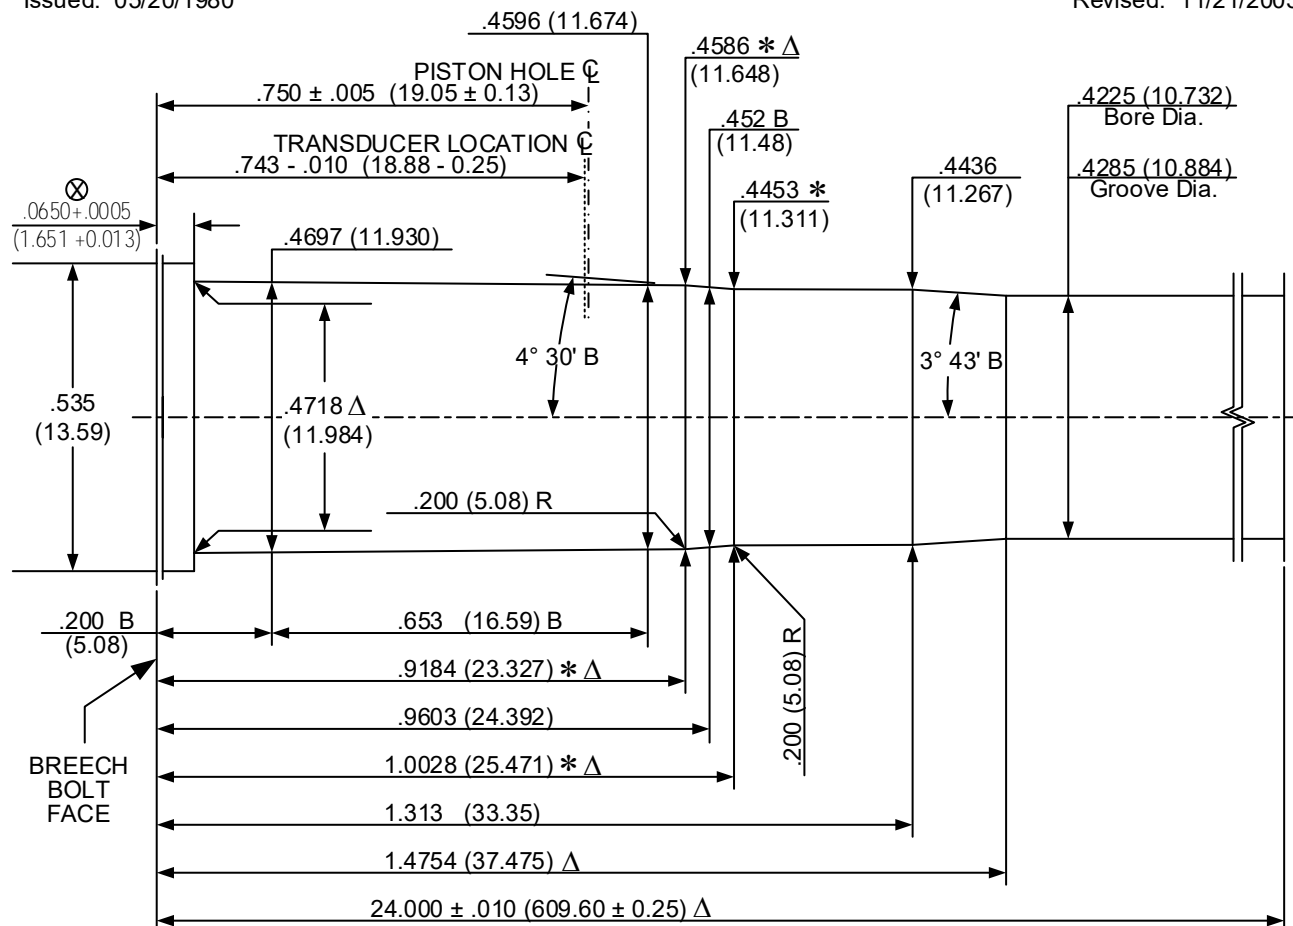 Issued: 05/20/1980
Revised: 11/21/2003
.4596 (11.674)
.4586 * Δ
(11.648)
PISTON HOLE ℄
.750 ± .005 (19.05 ± 0.13)
.452 B
(11.48)
.4225 (10.732)
Bore Dia.
TRANSDUCER LOCATION ℄
.743 - .010 (18.88 - 0.25)
.4453 *
(11.311)
.4436
(11.267)
.4285 (10.884)
Groove Dia.
⊗
.0650+.0005
(1.651 +0.013)
.4697 (11.930)
4° 30' B
3° 43' B
.535
(13.59)
.4718 Δ
(11.984)
.200 (5.08) R
.200 B
(5.08)
.653 (16.59) B
.200 (5.08) R
.9184 (23.327) * Δ
.9603 (24.392)
BREECH
BOLT
FACE
1.0028 (25.471) * Δ
1.313 (33.35)
1.4754 (37.475) Δ
24.000 ± .010 (609.60 ± 0.25) Δ